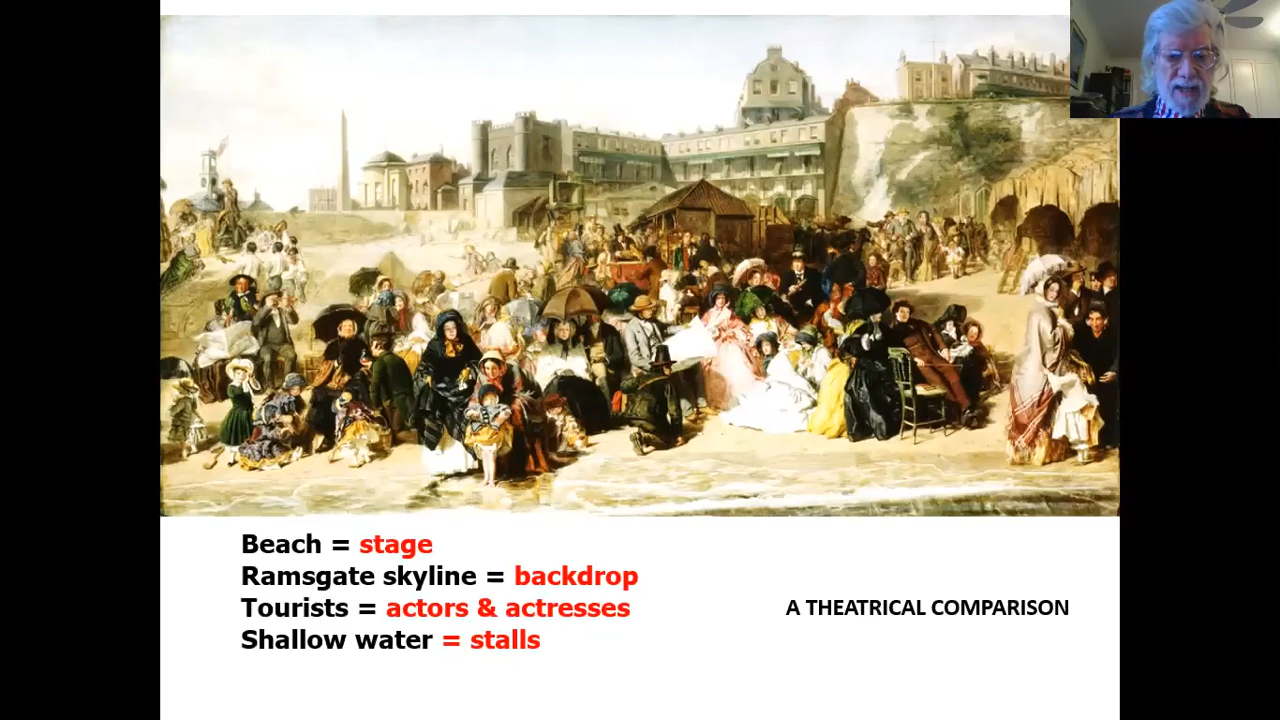 Beach = stage
Ramsgate skyline = backdrop
Tourists = actors & actresses
Shallow water = stalls
A THEATRICAL COMPARISON